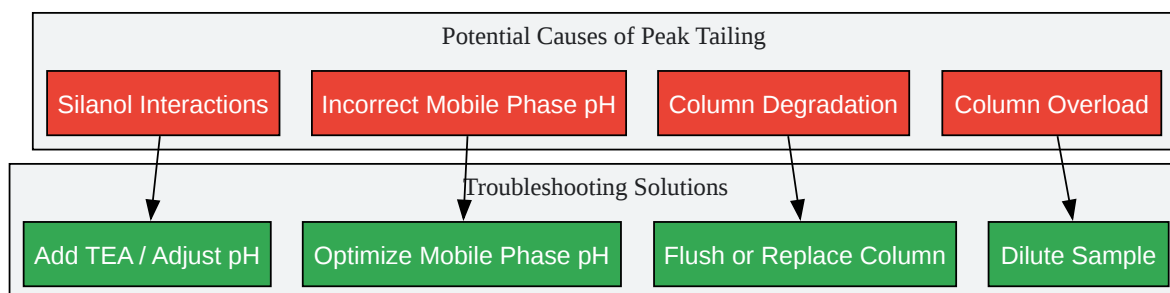 Potential Causes of Peak Tailing
Silanol Interactions
Incorrect Mobile Phase pH
Column Degradation
Column Overload
Troubleshooting Solutions
Add TEA / Adjust pH
Optimize Mobile Phase pH
Flush or Replace Column
Dilute Sample